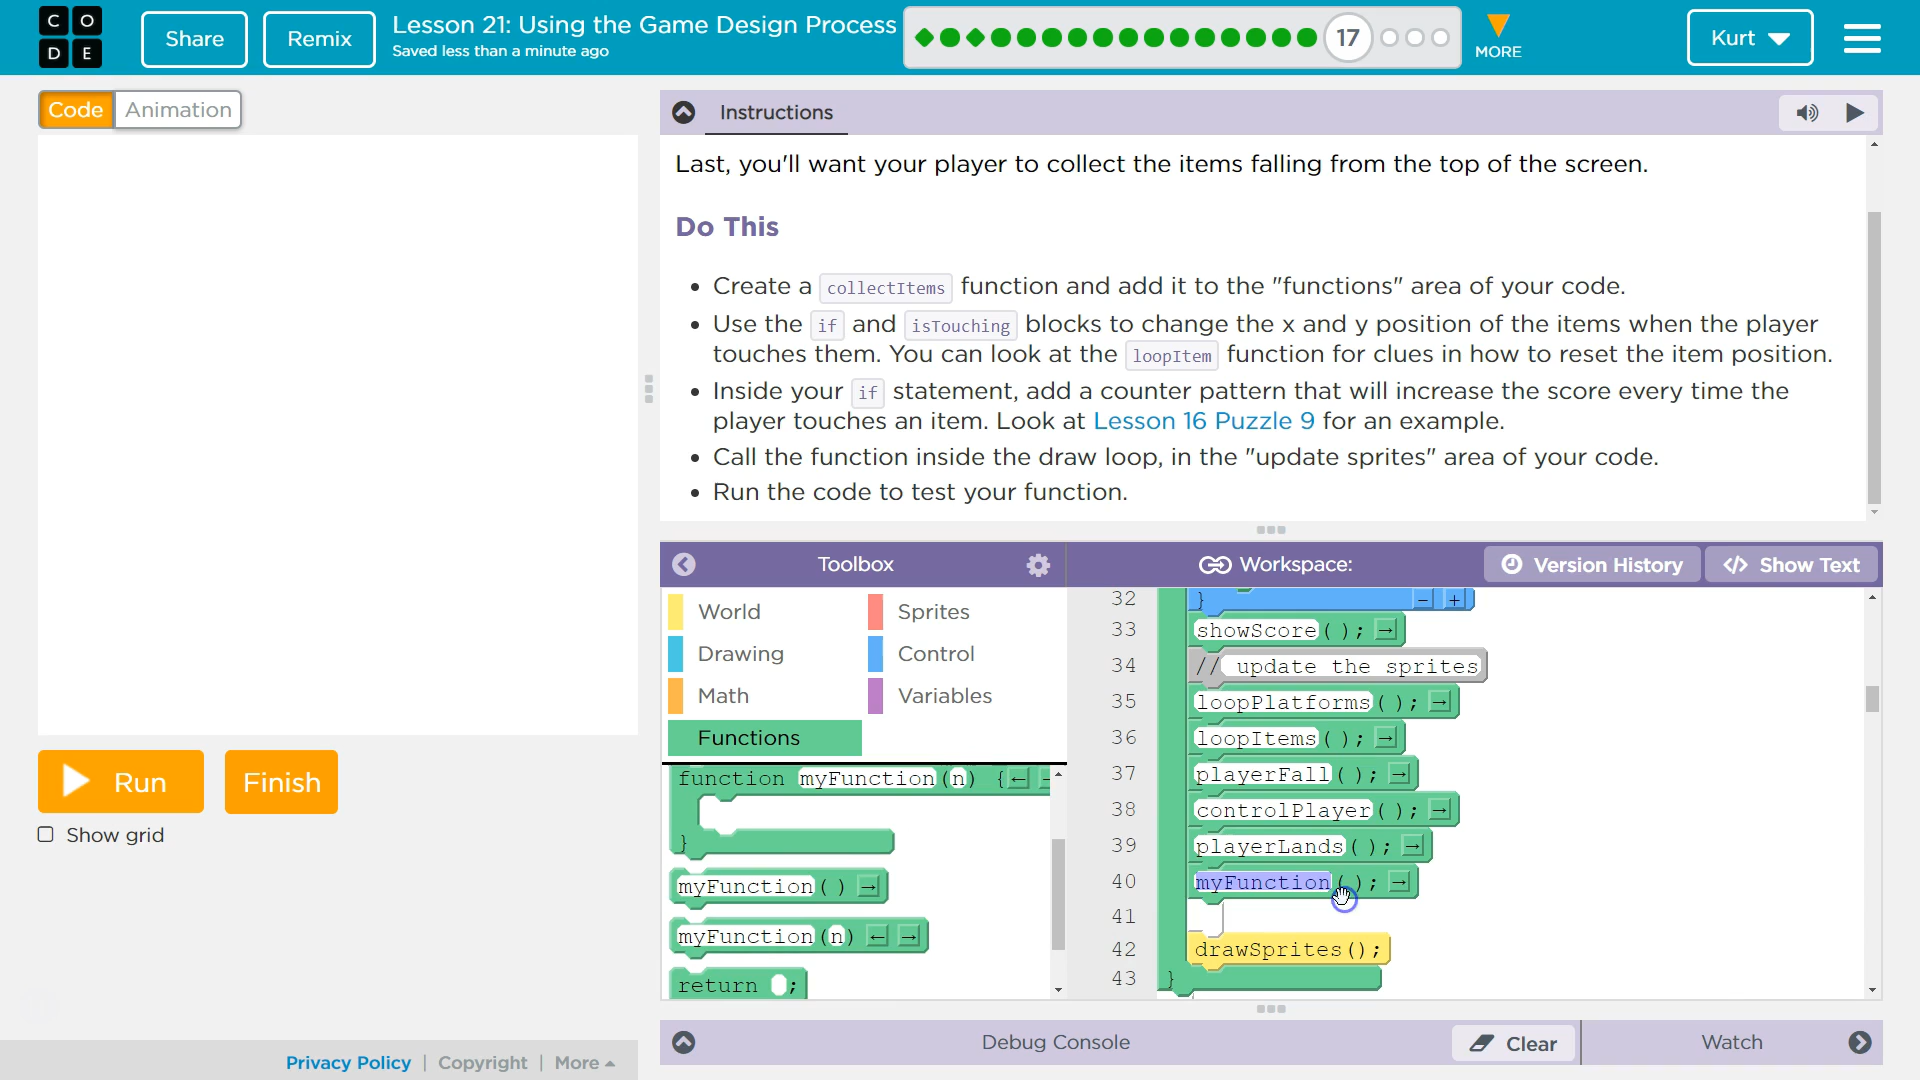 CODE
Share
Remix
Lesson 21: Using the Game Design Process
Saved less than a minute ago
17
MORE
Kurt
Code
Animation
Instructions
Last, you'll want your player to collect the items falling from the top of the screen.
Do This
Create a collectItems function and add it to the "functions" area of your code.
Use the if and isTouching blocks to change the x and y position of the items when the player
touches them. You can look at the loopItem function for clues in how to reset the item position.
Inside your if statement, add a counter pattern that will increase the score every time the
player touches an item. Look at Lesson 16 Puzzle 9 for an example.
Call the function inside the draw loop, in the "update sprites" area of your code.
Run the code to test your function.
Toolbox
Workspace:
Version History
</> Show Text
World
Sprites
Drawing
Control
Math
Variables
Functions
function myFunction(n) {
}
myFunction()
myFunction(n)
return ;
32 } - +
33 showScore();
34 // update the sprites
35 loopPlatforms();
36 loopItems();
37 playerFall();
38 controlPlayer();
39 playerLands();
40 myFunction();
41
42 drawSprites();
43 }
Run
Finish
Show grid
Debug Console
Clear
Watch
Privacy Policy | Copyright | More